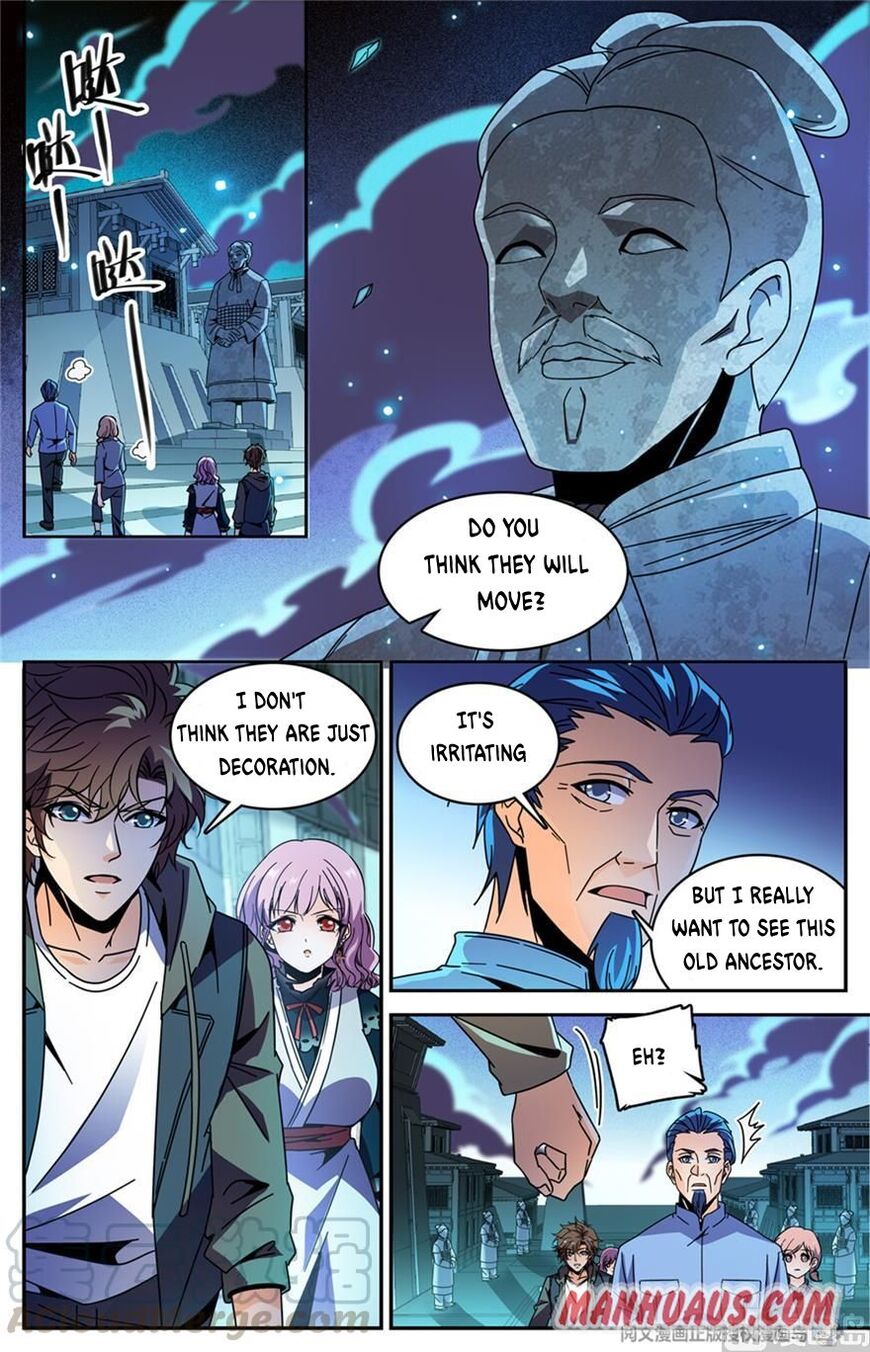 哒
哒
哒
DO YOU
THINK THEY WILL
MOVE?
I DON'T
THINK THEY ARE JUST
DECORATION.
IT'S
IRRITATING
BUT I REALLY
WANT TO SEE THIS
OLD ANCESTOR.
EH?
MANHUAUS.COM